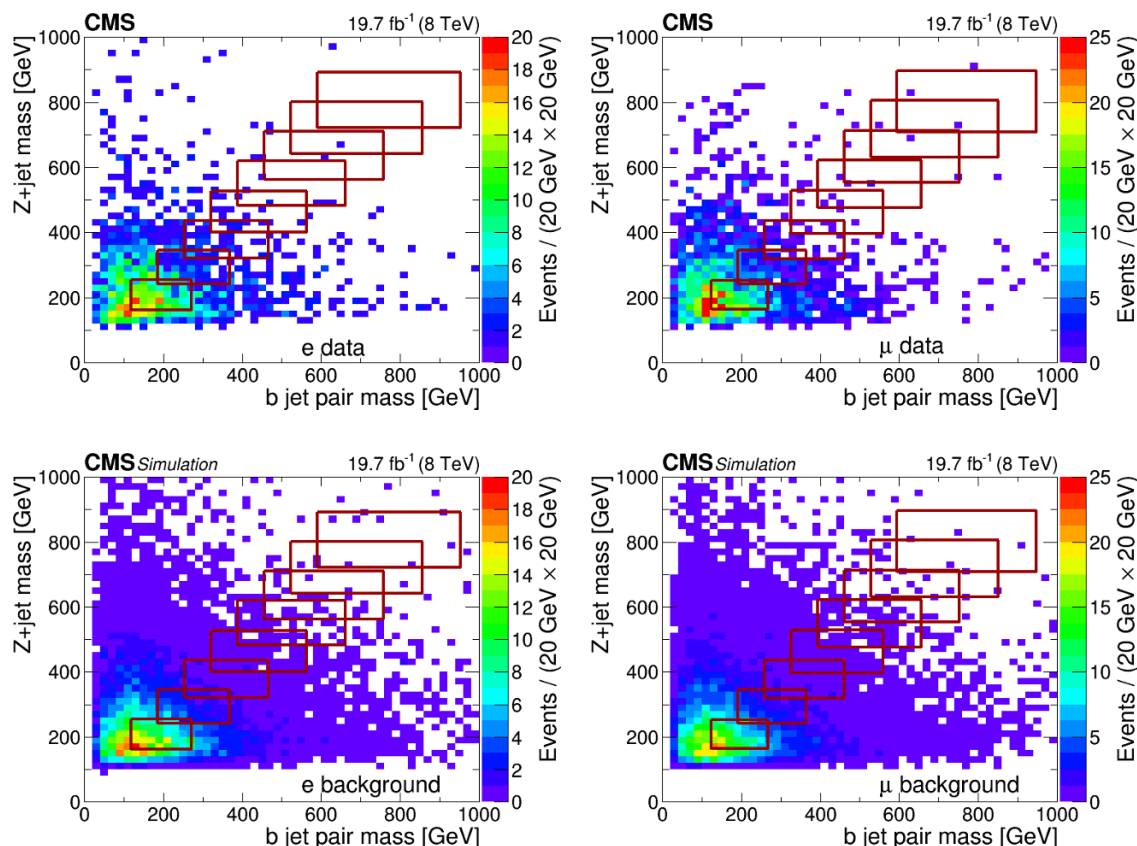 CMS 19.7 fb⁻¹ (8 TeV)
Z+jet mass [GeV]
1000
800
600
400
200
0
0 200 400 600 800 1000
b jet pair mass [GeV]
e data
20
18
16
14
12
10
8
6
4
2
0
Events / (20 GeV × 20 GeV)
CMS 19.7 fb⁻¹ (8 TeV)
Z+jet mass [GeV]
1000
800
600
400
200
0
0 200 400 600 800 1000
b jet pair mass [GeV]
μ data
25
20
15
10
5
0
Events / (20 GeV × 20 GeV)
CMS Simulation 19.7 fb⁻¹ (8 TeV)
Z+jet mass [GeV]
1000
800
600
400
200
0
0 200 400 600 800 1000
b jet pair mass [GeV]
e background
20
18
16
14
12
10
8
6
4
2
0
Events / (20 GeV × 20 GeV)
CMS Simulation 19.7 fb⁻¹ (8 TeV)
Z+jet mass [GeV]
1000
800
600
400
200
0
0 200 400 600 800 1000
b jet pair mass [GeV]
μ background
25
20
15
10
5
0
Events / (20 GeV × 20 GeV)